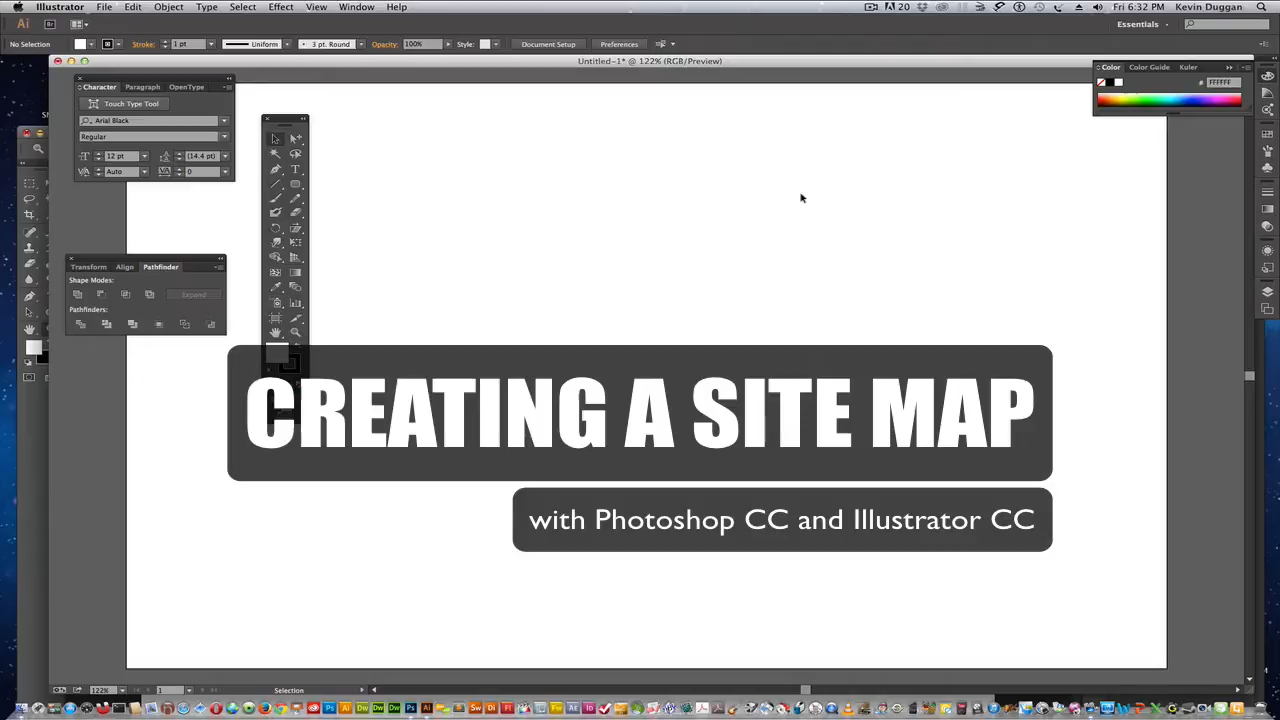 Illustrator File Edit Object Type Select Effect View Window Help 20 Fri 6:32 PM Kevin Duggan
Ai Br Essentials
No Selection Stroke: 1 pt Uniform 3 pt. Round Opacity: 100% Style: Document Setup Preferences
Untitled-1* @ 122% (RGB/Preview)
Color Color Guide Kuler
# FFFFFF
Character Paragraph OpenType
Touch Type Tool
Arial Black
Regular
12 pt (14.4 pt)
Auto 0
Transform Align Pathfinder
Shape Modes:
Expand
Pathfinders:
CREATING A SITE MAP
with Photoshop CC and Illustrator CC
122% 1 Selection